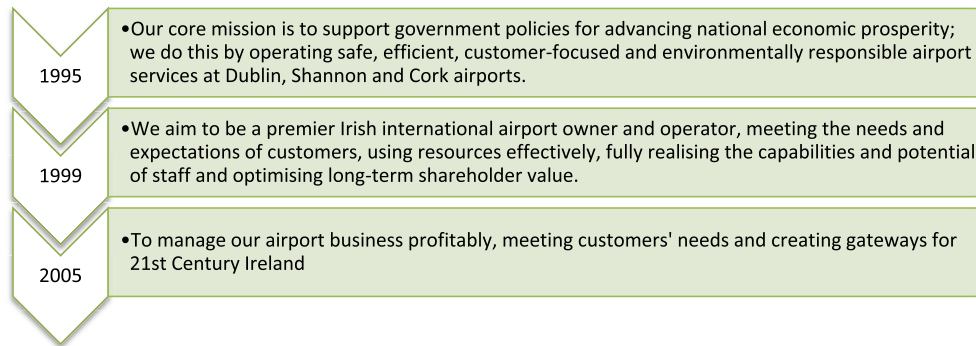 1995
•Our core mission is to support government policies for advancing national economic prosperity;
we do this by operating safe, efficient, customer-focused and environmentally responsible airport
services at Dublin, Shannon and Cork airports.
1999
•We aim to be a premier Irish international airport owner and operator, meeting the needs and
expectations of customers, using resources effectively, fully realising the capabilities and potential
of staff and optimising long-term shareholder value.
2005
•To manage our airport business profitably, meeting customers' needs and creating gateways for
21st Century Ireland